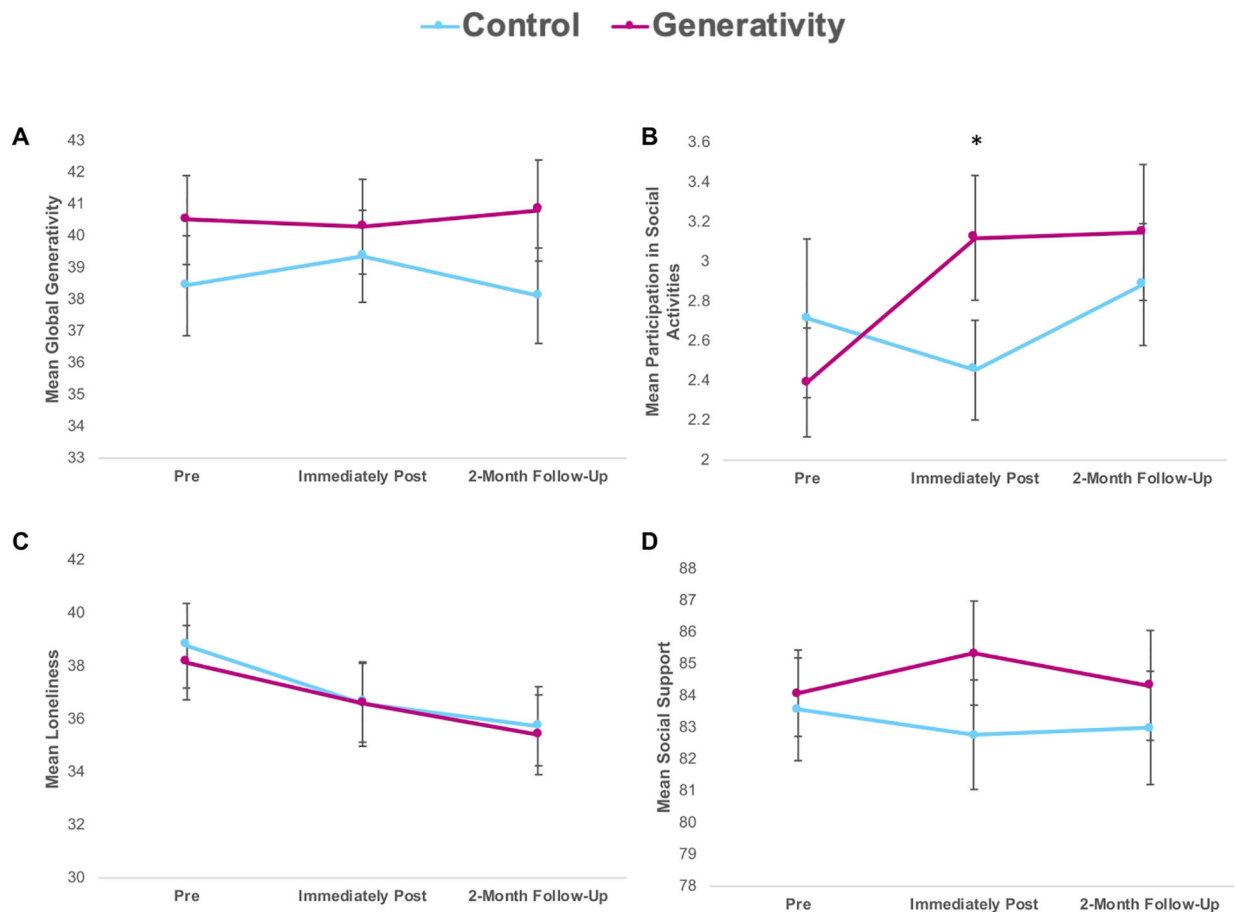 Control Generativity
A
Mean Global Generativity
43
42
41
40
39
38
37
36
35
34
33
Pre Immediately Post 2-Month Follow-Up
B
Mean Participation in Social
Activities
3.6
*
3.4
3.2
3
2.8
2.6
2.4
2.2
2
Pre Immediately Post 2-Month Follow-Up
C
Mean Loneliness
42
40
38
36
34
32
30
Pre Immediately Post 2-Month Follow-Up
D
Mean Social Support
88
87
86
85
84
83
82
81
80
79
78
Pre Immediately Post 2-Month Follow-Up